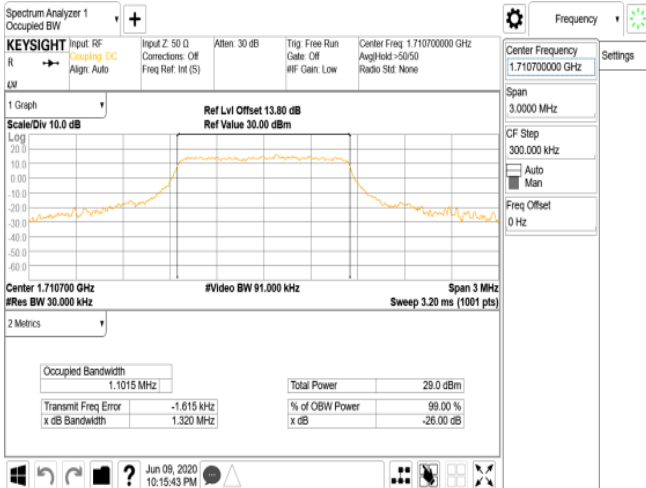 Spectrum Analyzer 1
Occupied BW
Frequency
KEYSIGHT
R
LXI
Input: RF
Coupling: DC
Align: Auto
Input Z: 50 Ω
Corrections: Off
Freq Ref: Int (S)
Atten: 30 dB
Trig: Free Run
Gate: Off
#IF Gain: Low
Center Freq: 1.710700000 GHz
Avg|Hold:>50/50
Radio Std: None
Center Frequency
1.710700000 GHz
Settings
Span
3.0000 MHz
CF Step
300.000 kHz
Auto
Man
Freq Offset
0 Hz
1 Graph
Scale/Div 10.0 dB
Ref Lvl Offset 13.80 dB
Ref Value 30.00 dBm
Log
20.0
10.0
0.00
-10.0
-20.0
-30.0
-40.0
-50.0
-60.0
Center 1.710700 GHz
#Video BW 91.000 kHz
Span 3 MHz
#Res BW 30.000 kHz
Sweep 3.20 ms (1001 pts)
2 Metrics
Occupied Bandwidth
1.1015 MHz
Total Power 29.0 dBm
Transmit Freq Error -1.615 kHz
% of OBW Power 99.00 %
x dB Bandwidth 1.320 MHz
x dB -26.00 dB
?
Jun 09, 2020
10:15:43 PM